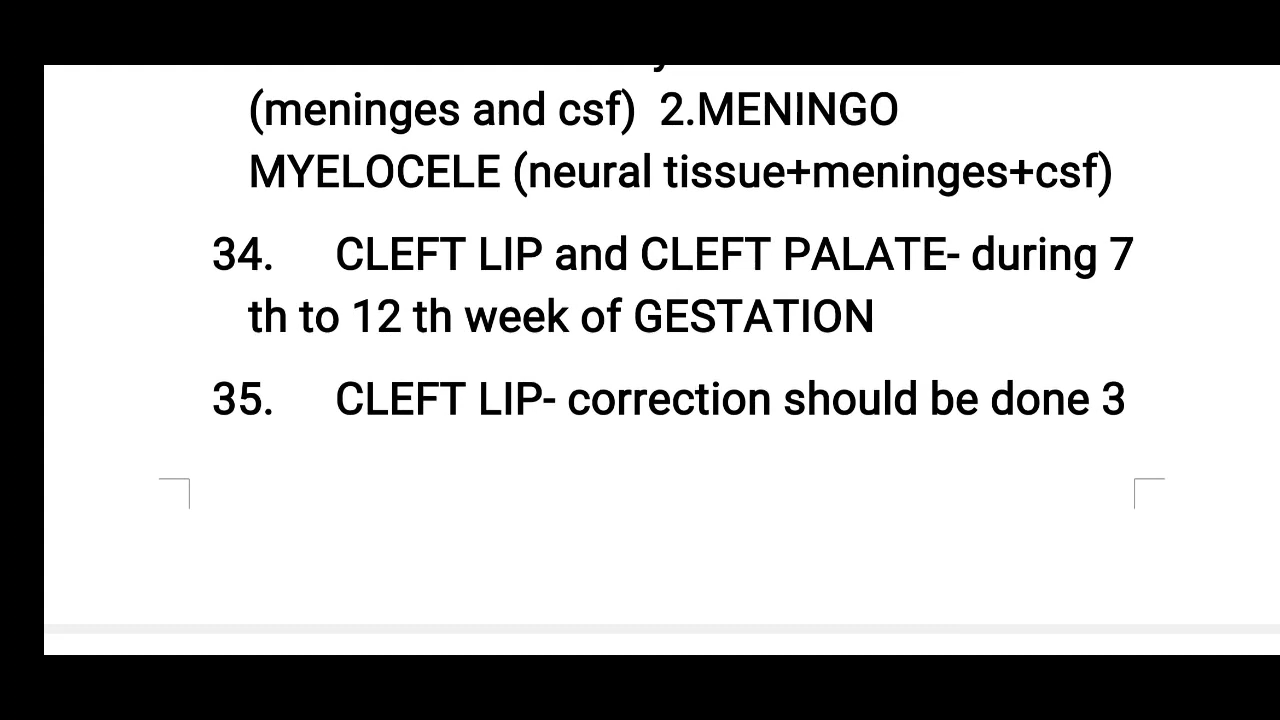 (meninges and csf) 2.MENINGO
MYELOCELE (neural tissue+meninges+csf)
34. CLEFT LIP and CLEFT PALATE- during 7
th to 12 th week of GESTATION
35. CLEFT LIP- correction should be done 3